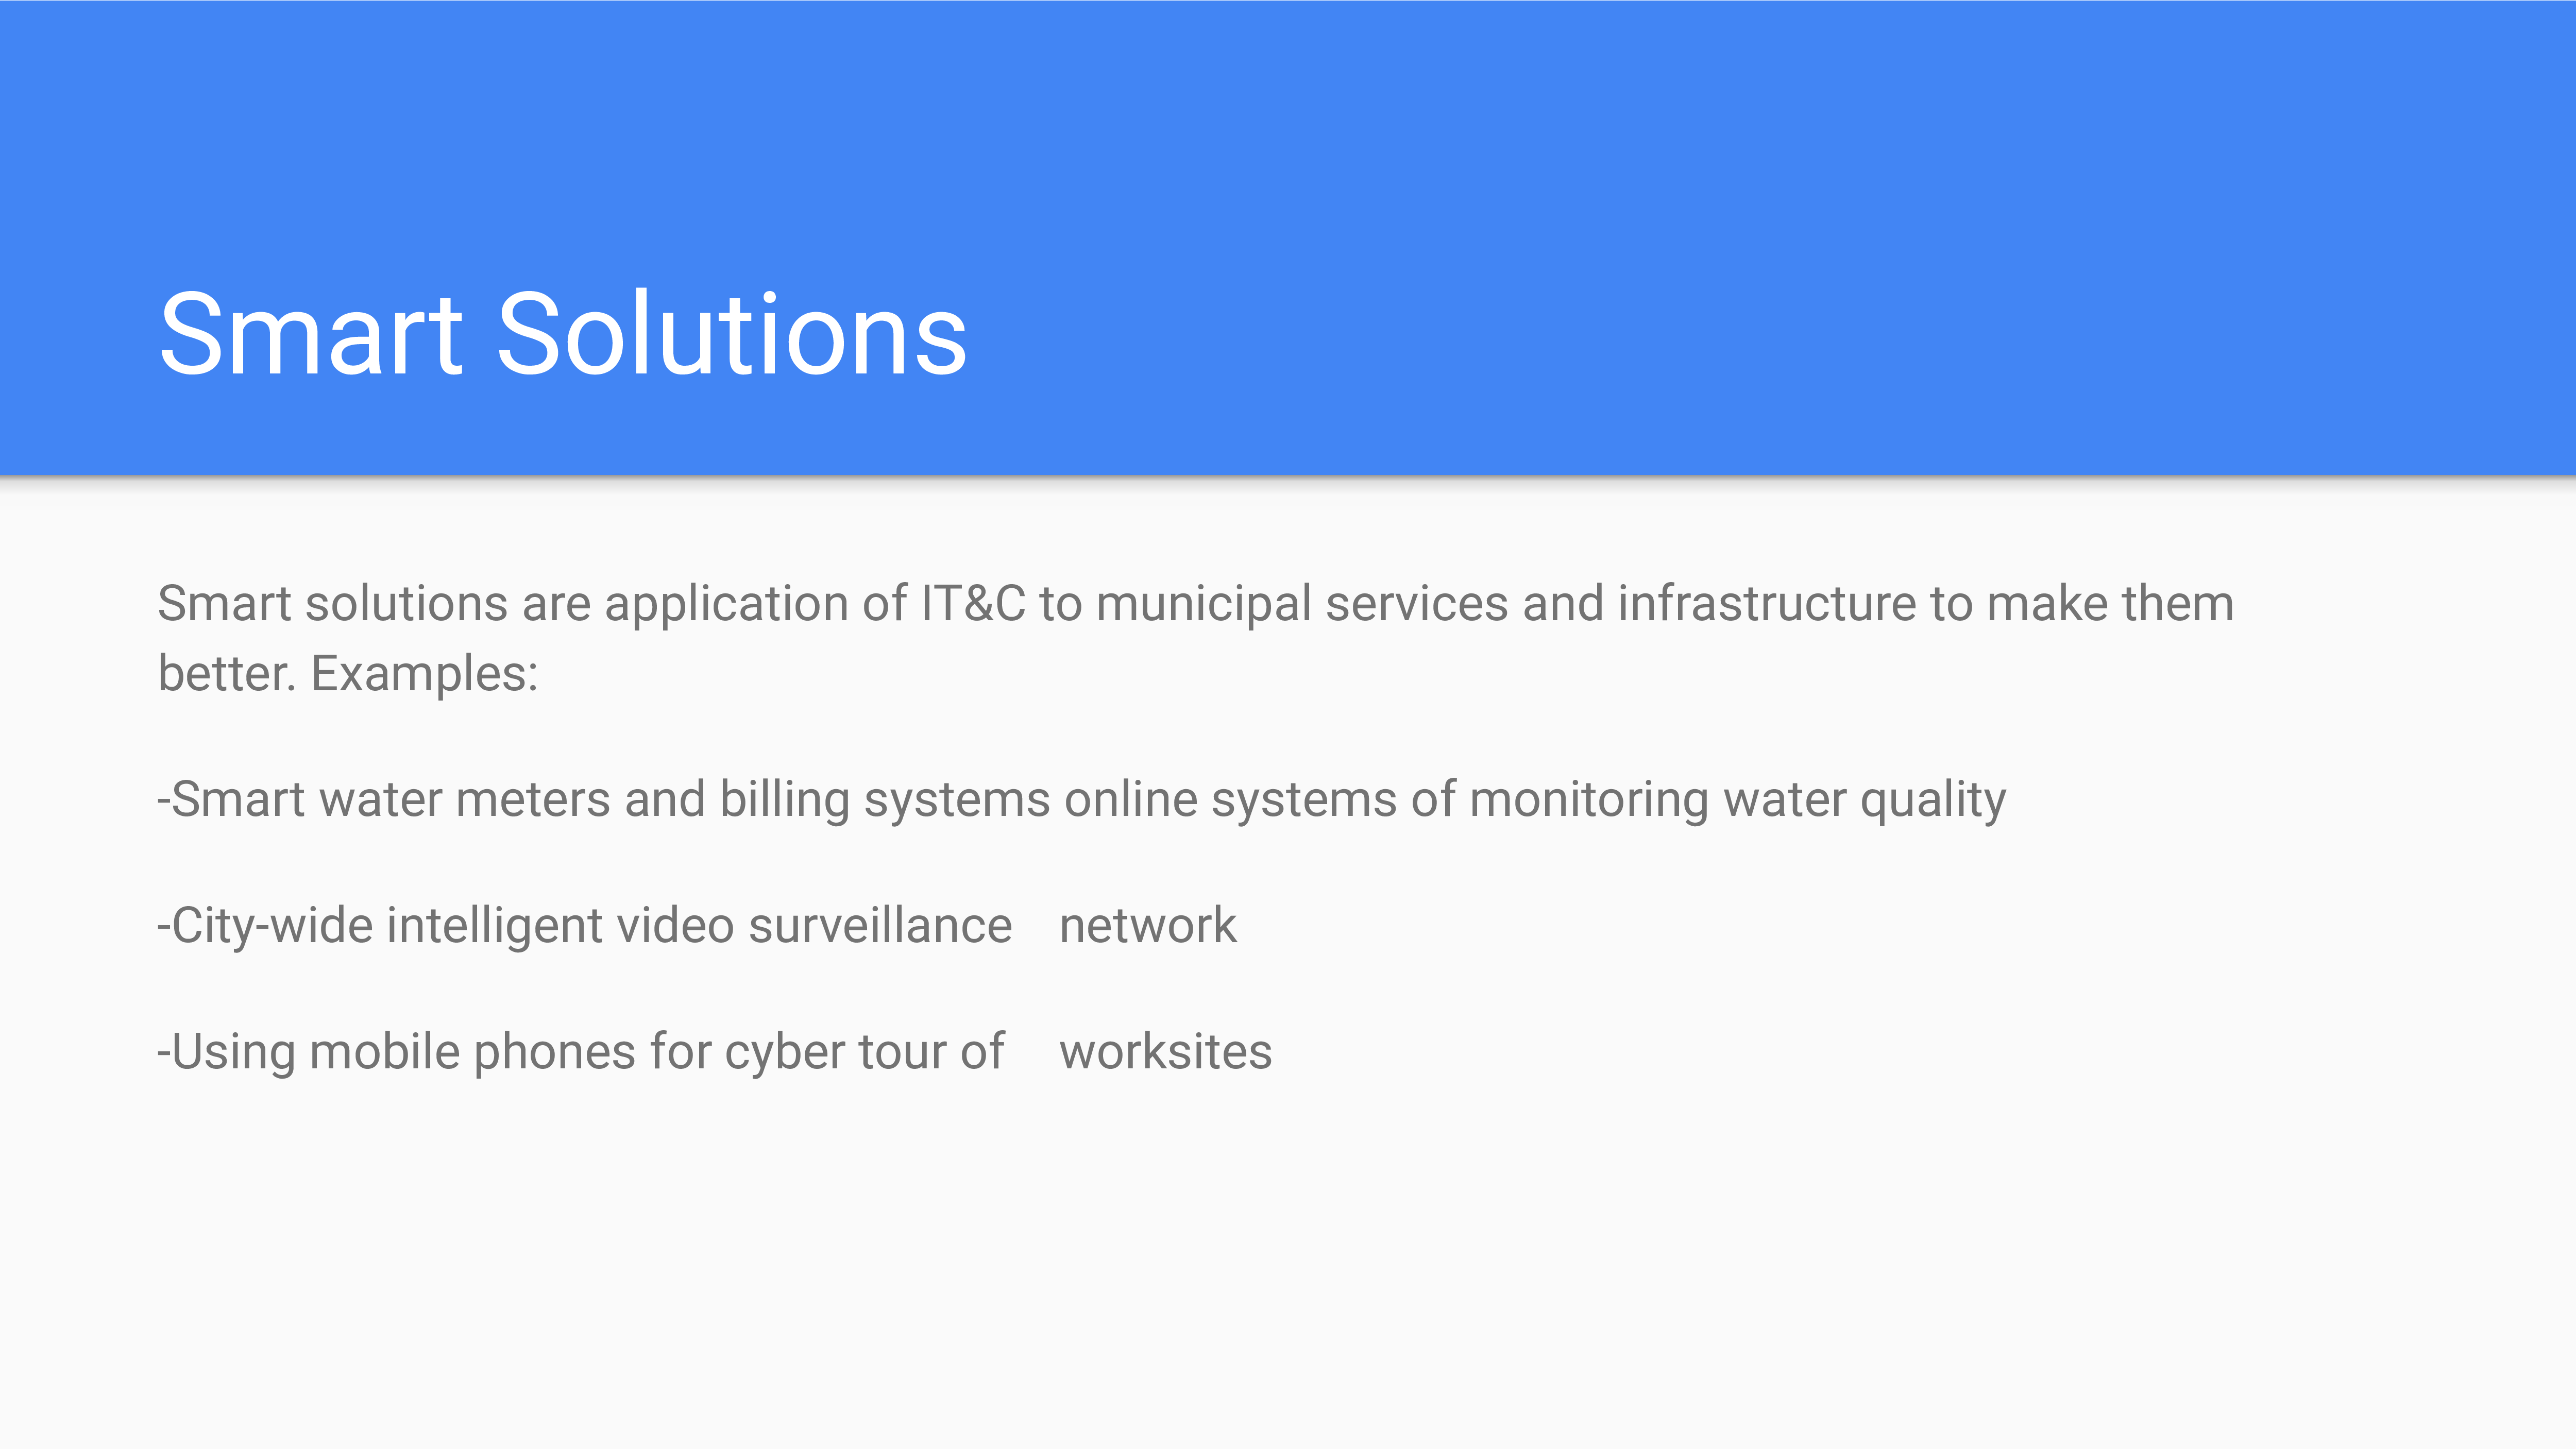 Smart Solutions
Smart solutions are application of IT&C to municipal services and infrastructure to make them
better. Examples:
-Smart water meters and billing systems online systems of monitoring water quality
-City-wide intelligent video surveillance network
-Using mobile phones for cyber tour of worksites